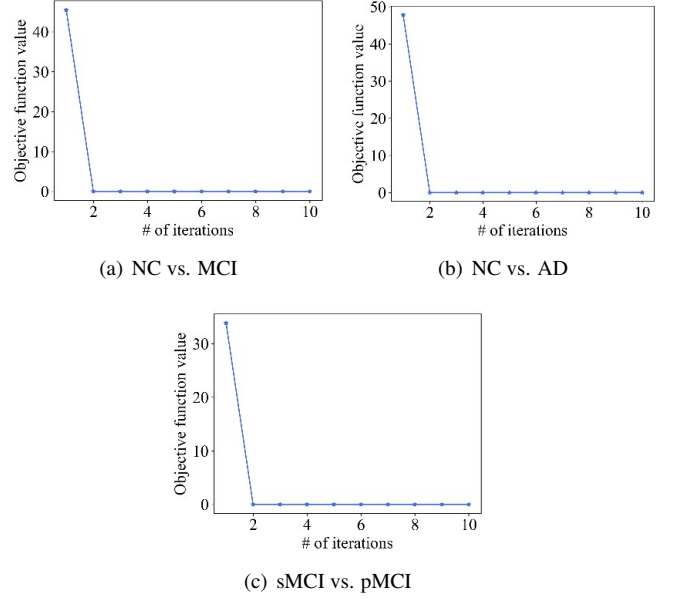 Objective function value
40
30
20
10
0
2 4 6 8 10
# of iterations
(a) NC vs. MCI
Objective function value
50
40
30
20
10
0
2 4 6 8 10
# of iterations
(b) NC vs. AD
Objective function value
30
20
10
0
2 4 6 8 10
# of iterations
(c) sMCI vs. pMCI